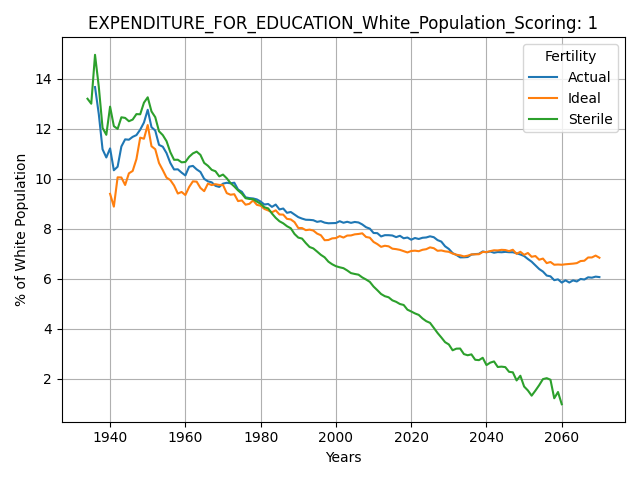 EXPENDITURE_FOR_EDUCATION_White_Population_Scoring: 1
Fertility
Actual
Ideal
Sterile
% of White Population
14
12
10
8
6
4
2
1940 1960 1980 2000 2020 2040 2060
Years